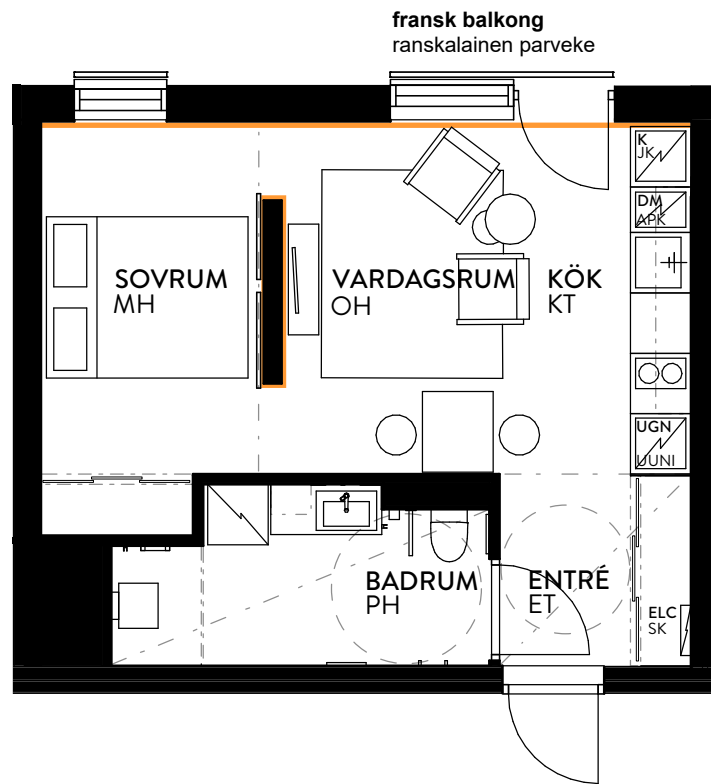 fransk balkong
ranskalainen parveke
K
JK
DM
APK
SOVRUM
MH
VARDAGSRUM
OH
KÖK
KT
UGN
UUNI
BADRUM
PH
ENTRÉ
ET
ELC
SK